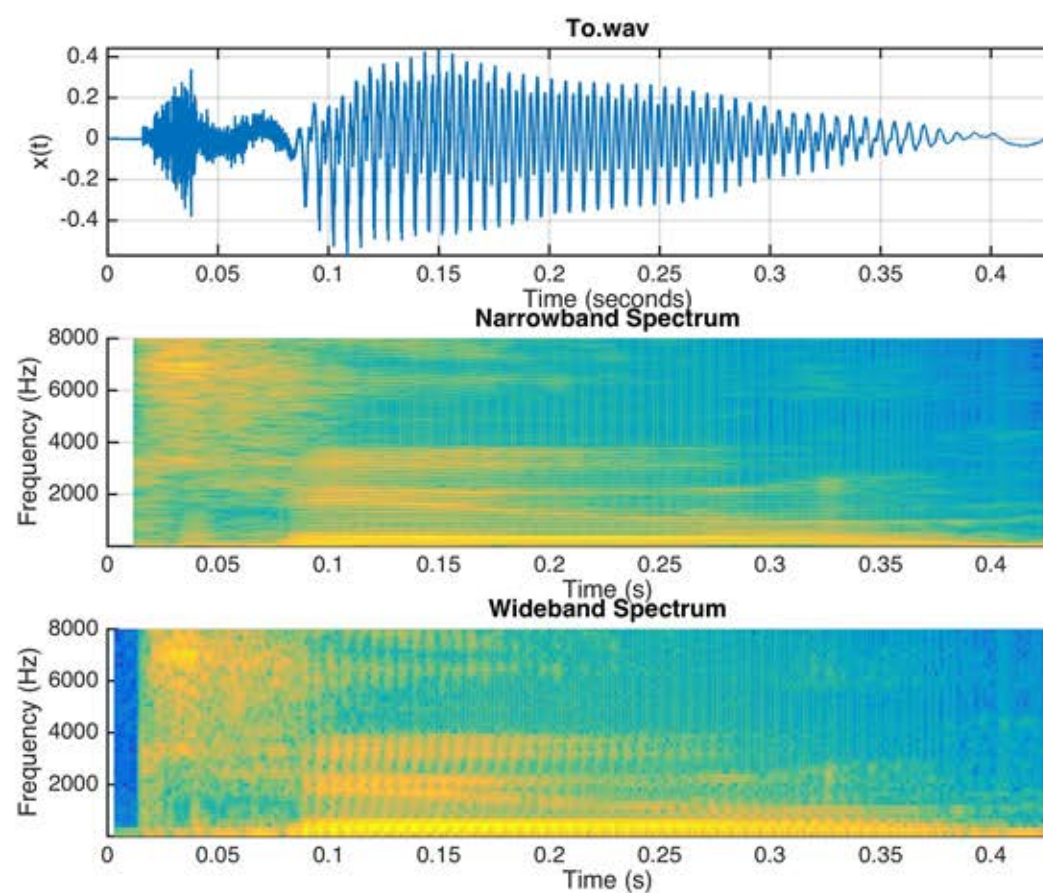 To.wav
0.4
0.2
0
-0.2
-0.4
x(t)
0 0.05 0.1 0.15 0.2 0.25 0.3 0.35 0.4
Time (seconds)
Narrowband Spectrum
8000
6000
4000
2000
0
Frequency (Hz)
0 0.05 0.1 0.15 0.2 0.25 0.3 0.35 0.4
Time (s)
Wideband Spectrum
8000
6000
4000
2000
0
Frequency (Hz)
0 0.05 0.1 0.15 0.2 0.25 0.3 0.35 0.4
Time (s)